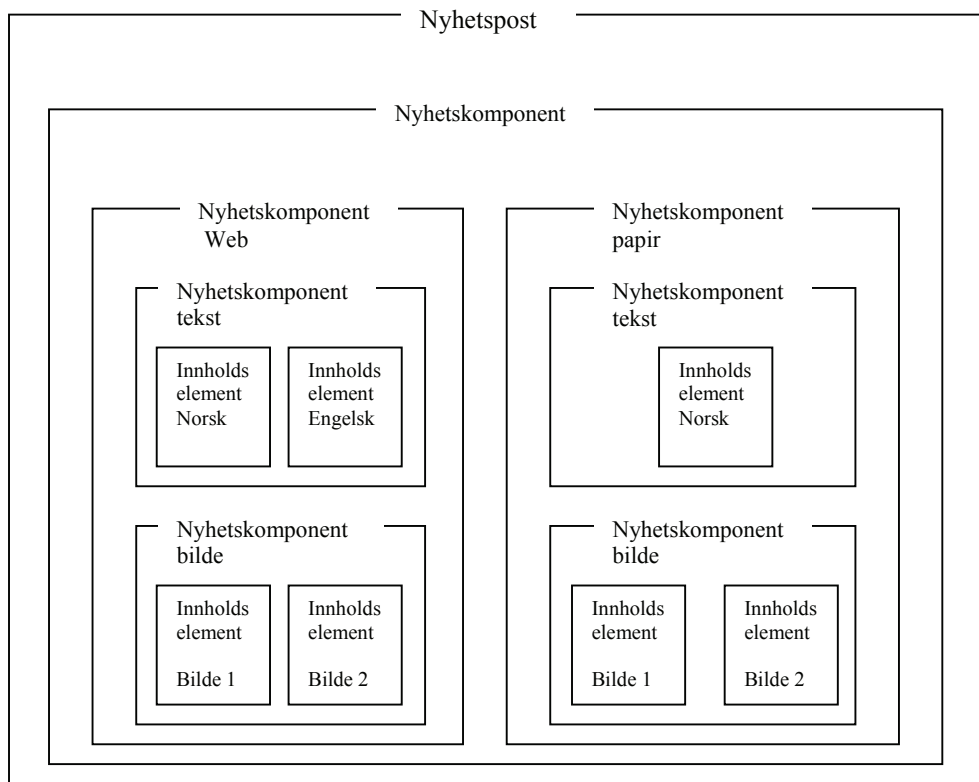 Nyhetspost
Nyhetskomponent
Nyhetskomponent
Web
Nyhetskomponent
tekst
Innholds
element
Norsk
Innholds
element
Engelsk
Nyhetskomponent
bilde
Innholds
element
Bilde 1
Innholds
element
Bilde 2
Nyhetskomponent
papir
Nyhetskomponent
tekst
Innholds
element
Norsk
Nyhetskomponent
bilde
Innholds
element
Bilde 1
Innholds
element
Bilde 2